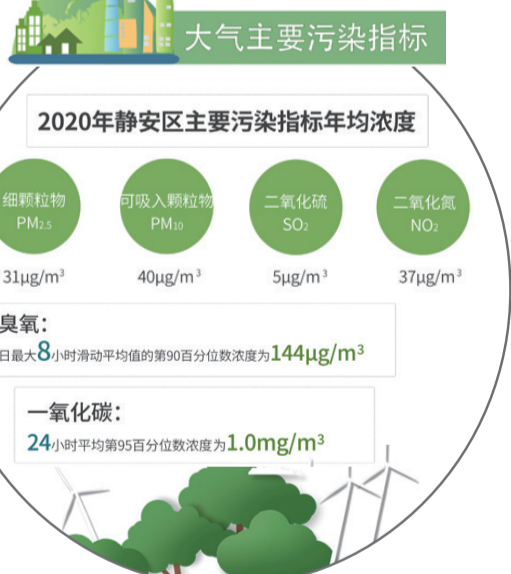 大气主要污染指标
2020年静安区主要污染指标年均浓度
细颗粒物 可吸入颗粒物 二氧化硫 二氧化氮
PM2.5 PM10 SO2 NO2
31μg/m³ 40μg/m³ 5μg/m³ 37μg/m³
臭氧：
日最大8小时滑动平均值的第90百分位数浓度为144μg/m³
一氧化碳：
24小时平均第95百分位数浓度为1.0mg/m³